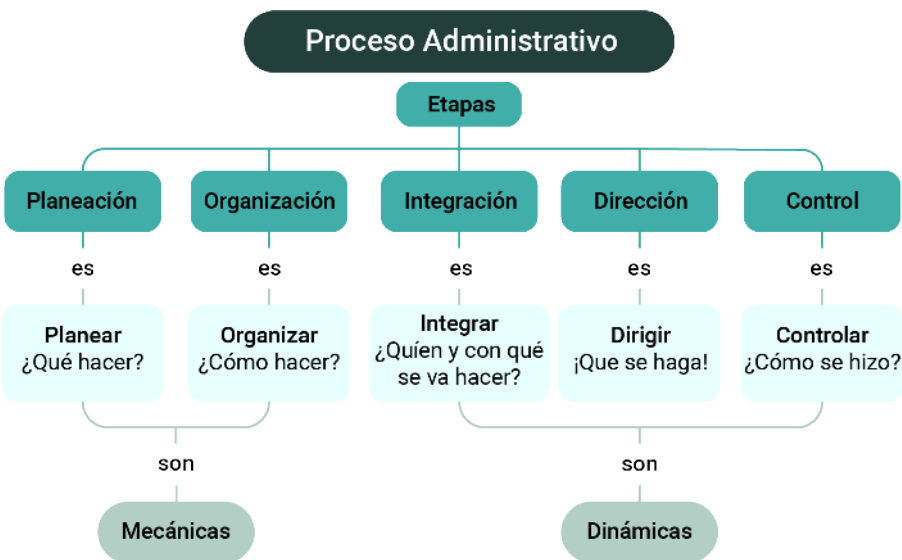 Proceso Administrativo
Etapas
Planeación
Organización
Integración
Dirección
Control
es
es
es
es
es
Planear
¿Qué hacer?
Organizar
¿Cómo hacer?
Integrar
¿Quíen y con qué
se va hacer?
Dirigir
¡Que se haga!
Controlar
¿Cómo se hizo?
son
son
Mecánicas
Dinámicas